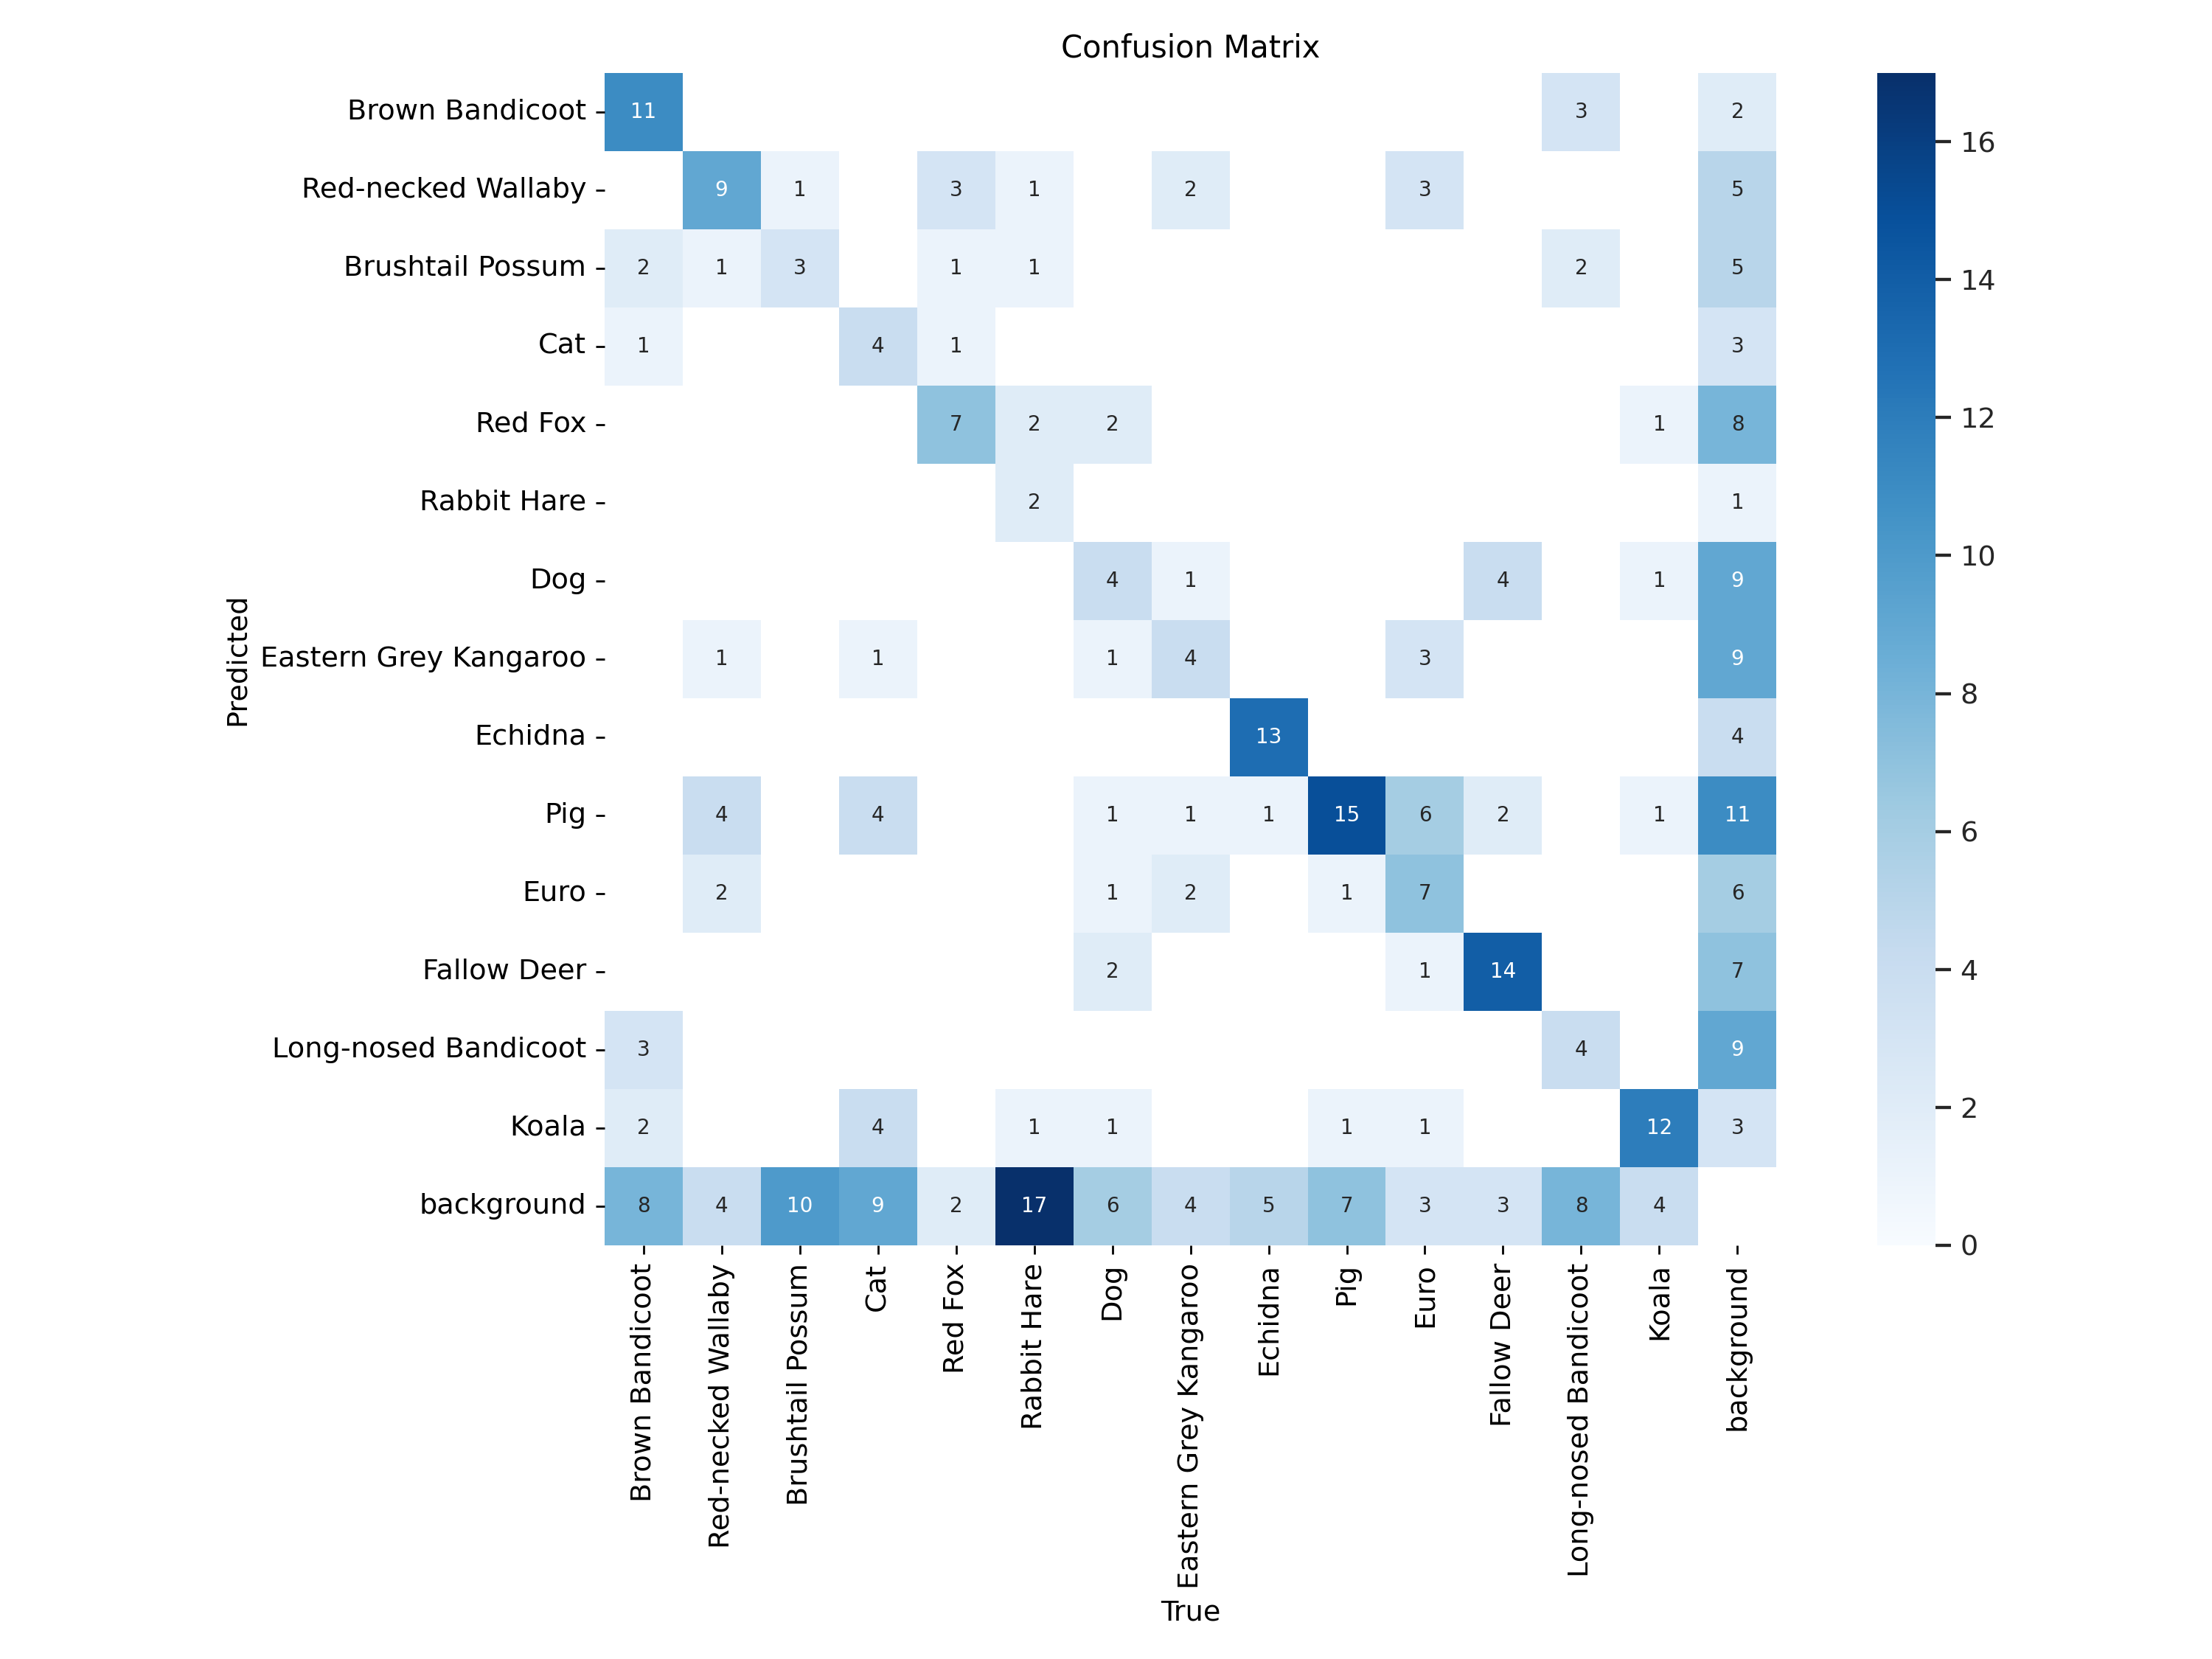 Confusion Matrix
Brown Bandicoot 11 3 2
Red-necked Wallaby 9 1 3 1 2 3 5
Brushtail Possum 2 1 3 1 1 2 5
Cat 1 4 1 3
Red Fox 7 2 2 1 8
Rabbit Hare 2 1
Dog 4 1 4 1 9
Eastern Grey Kangaroo 1 1 1 4 3 9
Echidna 13 4
Pig 4 4 1 1 1 15 6 2 1 11
Euro 2 1 2 1 7 6
Fallow Deer 2 1 14 7
Long-nosed Bandicoot 3 4 9
Koala 2 4 1 1 1 1 12 3
background 8 4 10 9 2 17 6 4 5 7 3 3 8 4
Predicted
Brown Bandicoot
Red-necked Wallaby
Brushtail Possum
Cat
Red Fox
Rabbit Hare
Dog
Eastern Grey Kangaroo
Echidna
Pig
Euro
Fallow Deer
Long-nosed Bandicoot
Koala
background
True
16
14
12
10
8
6
4
2
0